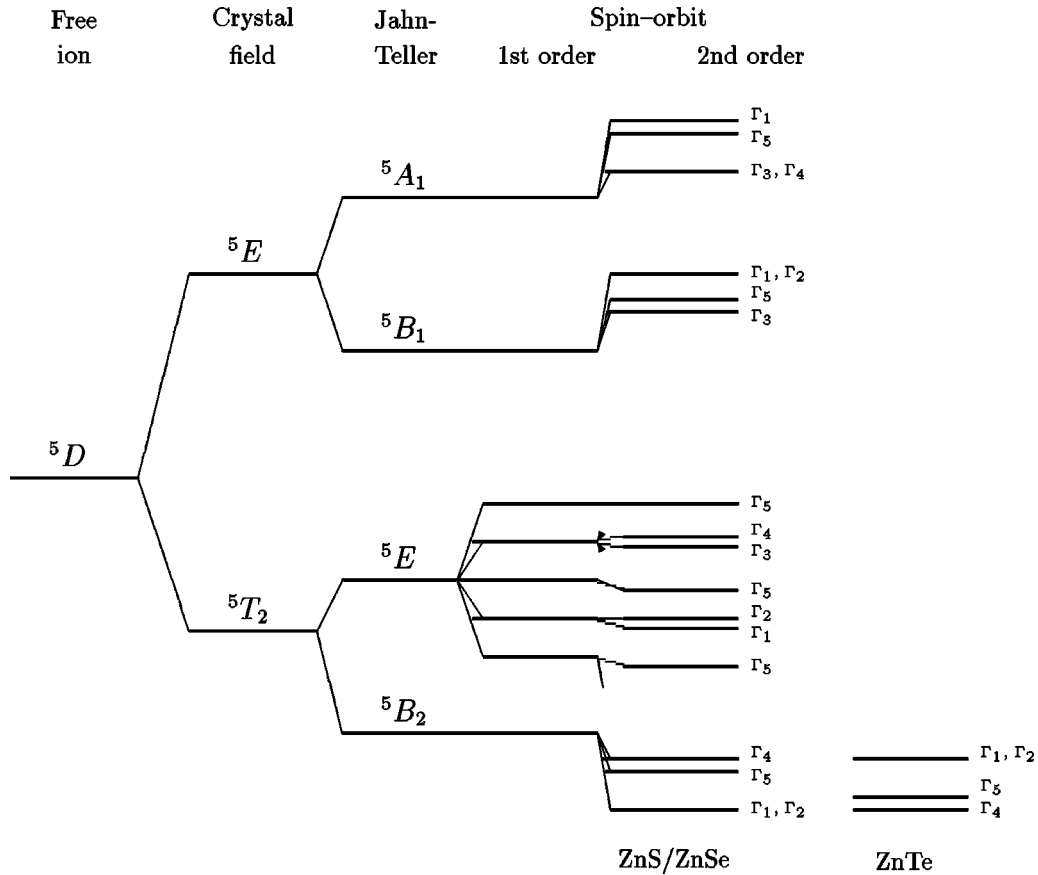 Free Crystal Jahn- Spin–orbit
ion field Teller 1st order 2nd order
Γ₁
Γ₅
⁵A₁
Γ₃, Γ₄
⁵E
Γ₁, Γ₂
Γ₅
⁵B₁
Γ₃
⁵D
Γ₅
Γ₄
⁵E
Γ₃
Γ₅
⁵T₂
Γ₂
Γ₁
Γ₅
⁵B₂
Γ₄ Γ₁, Γ₂
Γ₅ Γ₅
Γ₁, Γ₂ Γ₄
ZnS/ZnSe ZnTe